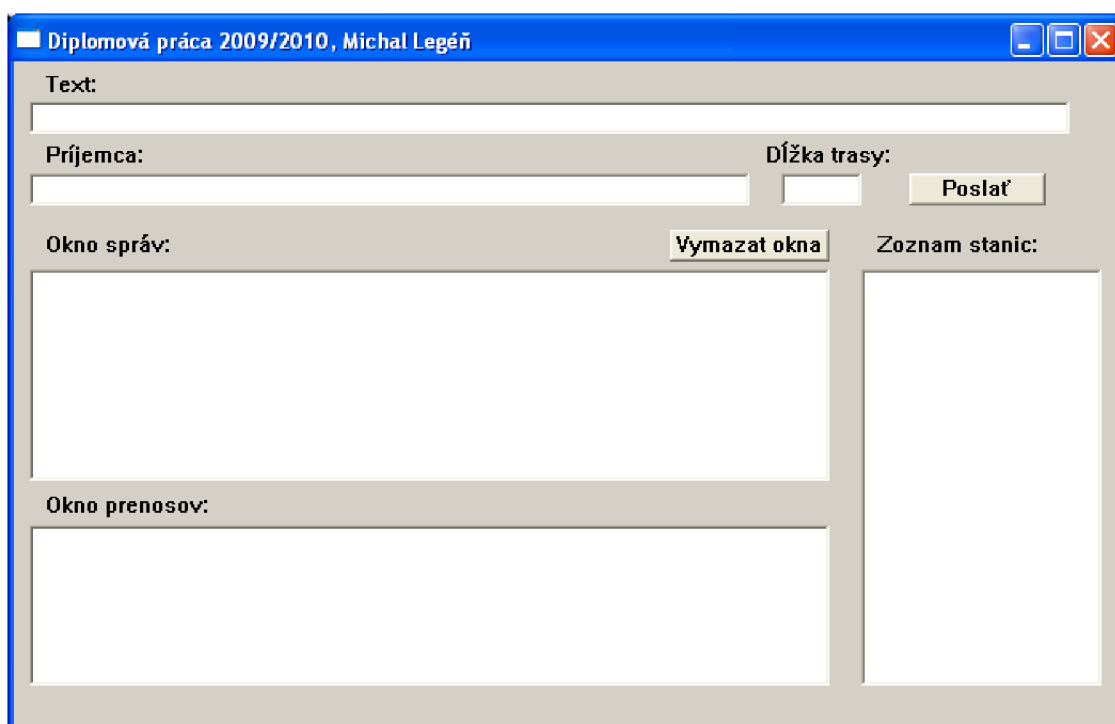 Diplomová práca 2009/2010, Michal Legéň
Text:
Príjemca:
Dĺžka trasy:
Poslať
Okno správ:
Vymazat okna
Zoznam stanic:
Okno prenosov: